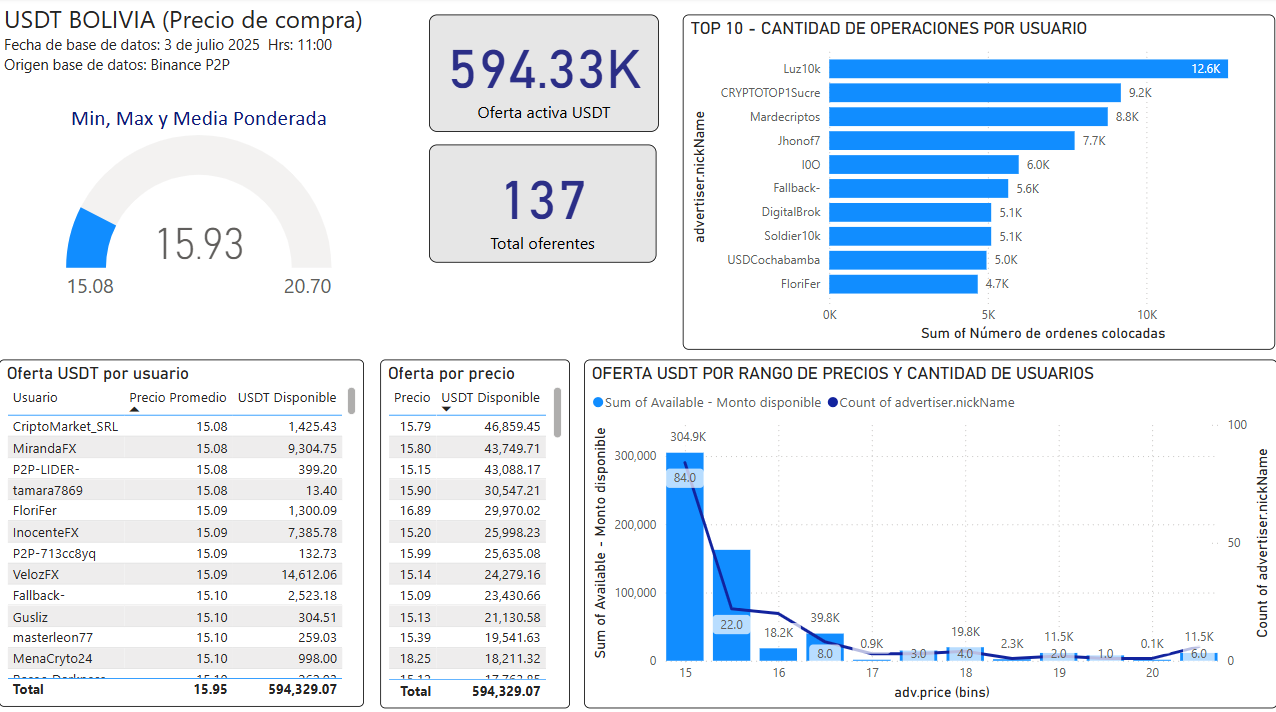 USDT BOLIVIA (Precio de compra)
Fecha de base de datos: 3 de julio 2025 Hrs: 11:00
Origen base de datos: Binance P2P
Min, Max y Media Ponderada
15.93
15.08
20.70
594.33K
Oferta activa USDT
137
Total oferentes
TOP 10 - CANTIDAD DE OPERACIONES POR USUARIO
advertiser.nickName
Luz10k 12.6K
CRYPTOTOP1Sucre 9.2K
Mardecriptos 8.8K
Jhonof7 7.7K
I0O 6.0K
Fallback- 5.6K
DigitalBrok 5.1K
Soldier10k 5.1K
USDCochabamba 5.0K
FloriFer 4.7K
0K 5K 10K
Sum of Número de ordenes colocadas
Oferta USDT por usuario
Usuario Precio Promedio USDT Disponible
CriptoMarket_SRL 15.08 1,425.43
MirandaFX 15.08 9,304.75
P2P-LIDER- 15.08 399.20
tamara7869 15.08 13.40
FloriFer 15.09 1,300.09
InocenteFX 15.09 7,385.78
P2P-713cc8yq 15.09 132.73
VelozFX 15.09 14,612.06
Fallback- 15.10 2,523.18
Gusliz 15.10 304.51
masterleon77 15.10 259.03
MenaCryto24 15.10 998.00
Total 15.95 594,329.07
Oferta por precio
Precio USDT Disponible
15.79 46,859.45
15.80 43,749.71
15.15 43,088.17
15.90 30,547.21
16.89 29,970.02
15.20 25,998.23
15.99 25,635.08
15.14 24,279.16
15.09 23,430.66
15.13 21,130.58
15.39 19,541.63
18.25 18,211.32
Total 594,329.07
OFERTA USDT POR RANGO DE PRECIOS Y CANTIDAD DE USUARIOS
Sum of Available - Monto disponible Count of advertiser.nickName
Sum of Available - Monto disponible
300,000
200,000
100,000
0
304.9K
84.0
22.0
18.2K
39.8K
8.0
0.9K
3.0
19.8K
4.0
2.3K
11.5K
2.0
1.0
0.1K
11.5K
6.0
15 16 17 18 19 20
adv.price (bins)
100
50
0
Count of advertiser.nickName